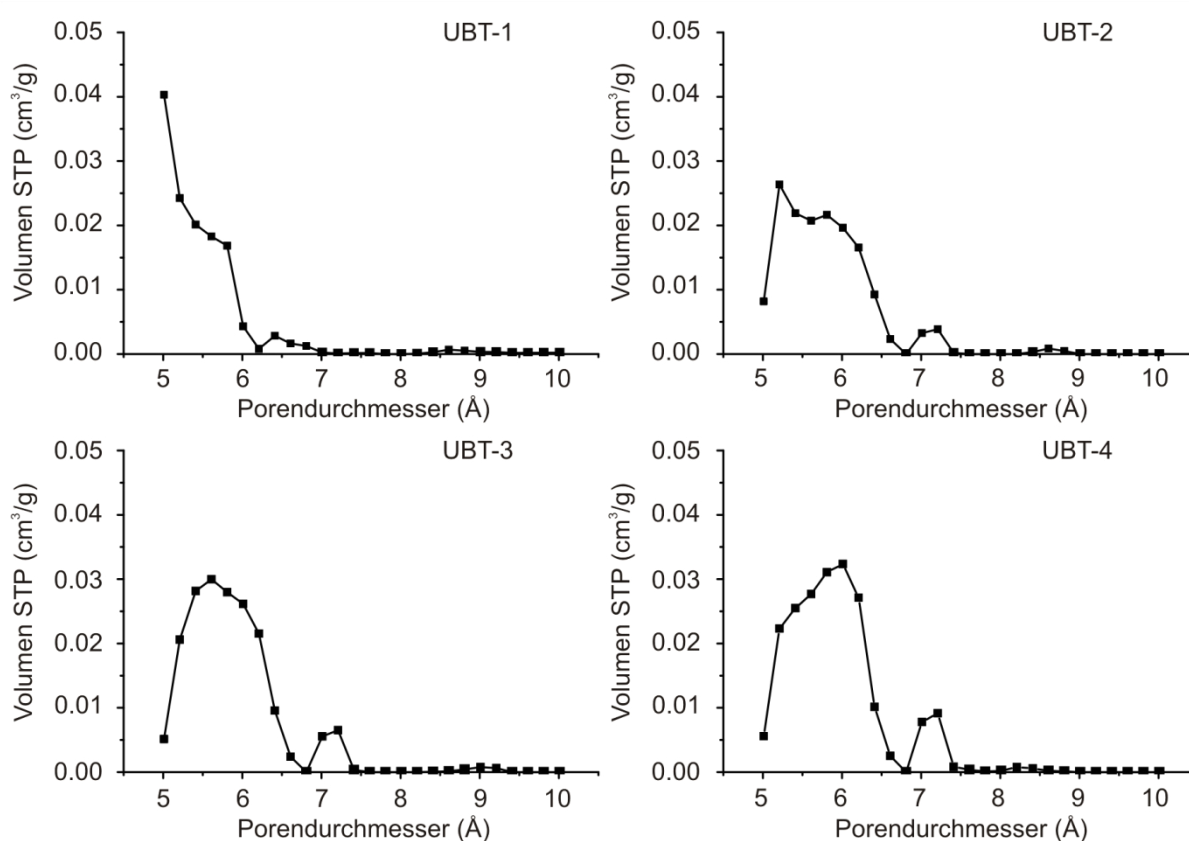 UBT-1
0.05
0.04
0.03
0.02
0.01
0.00
Volumen STP (cm³/g)
5 6 7 8 9 10
Porendurchmesser (Å)
UBT-2
0.05
0.04
0.03
0.02
0.01
0.00
Volumen STP (cm³/g)
5 6 7 8 9 10
Porendurchmesser (Å)
UBT-3
0.05
0.04
0.03
0.02
0.01
0.00
Volumen STP (cm³/g)
5 6 7 8 9 10
Porendurchmesser (Å)
UBT-4
0.05
0.04
0.03
0.02
0.01
0.00
Volumen STP (cm³/g)
5 6 7 8 9 10
Porendurchmesser (Å)